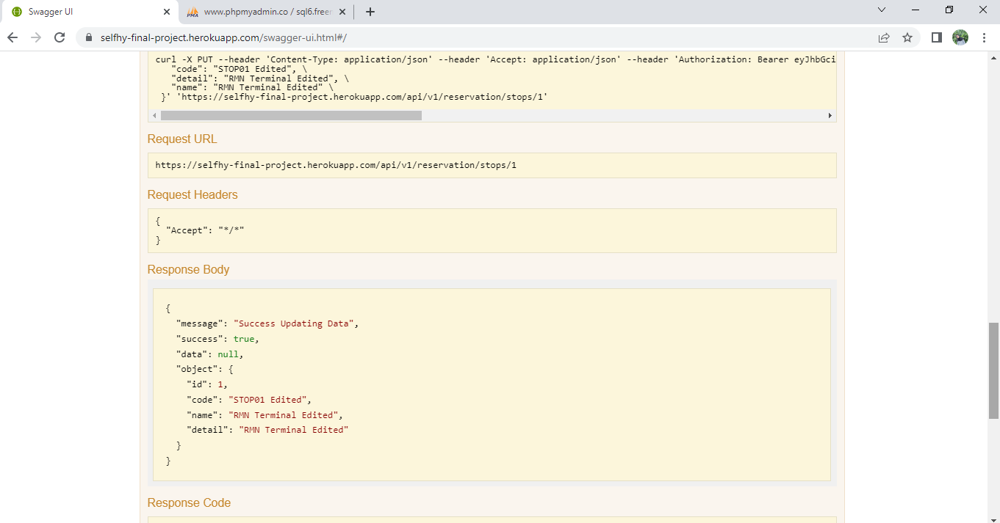 Swagger UI
PMA
www.phpmyadmin.co / sql6.freem
selfhy-final-project.herokuapp.com/swagger-ui.html#/
curl -X PUT --header 'Content-Type: application/json' --header 'Accept: application/json' --header 'Authorization: Bearer eyJhbGci
"code": "STOP01 Edited", \
"detail": "RMN Terminal Edited", \
"name": "RMN Terminal Edited" \
}' 'https://selfhy-final-project.herokuapp.com/api/v1/reservation/stops/1'
Request URL
https://selfhy-final-project.herokuapp.com/api/v1/reservation/stops/1
Request Headers
{
"Accept": "*/*"
}
Response Body
{
"message": "Success Updating Data",
"success": true,
"data": null,
"object": {
"id": 1,
"code": "STOP01 Edited",
"name": "RMN Terminal Edited",
"detail": "RMN Terminal Edited"
}
}
Response Code